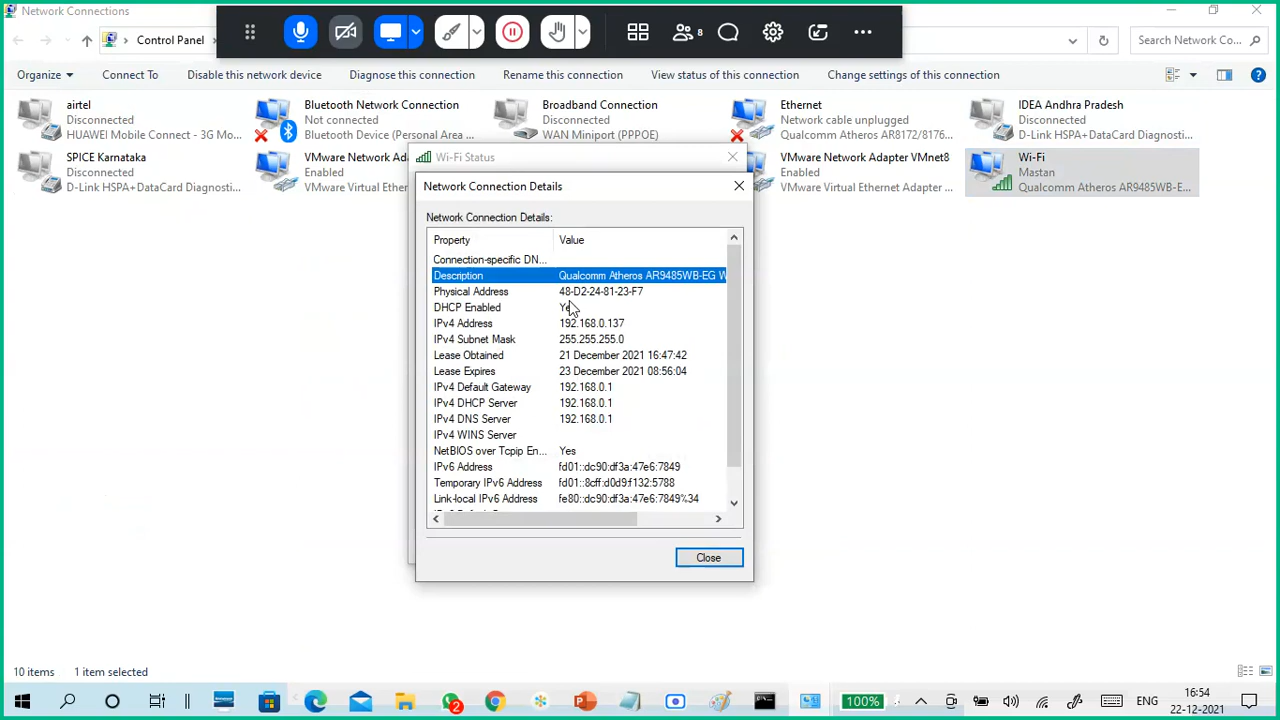 Network Connections
Control Panel
8
Search Network Co...
Organize
Connect To
Disable this network device
Diagnose this connection
Rename this connection
View status of this connection
Change settings of this connection
airtel
Disconnected
HUAWEI Mobile Connect - 3G Mo...
Bluetooth Network Connection
Not connected
Bluetooth Device (Personal Area ...
Broadband Connection
Disconnected
WAN Miniport (PPPOE)
Ethernet
Network cable unplugged
Qualcomm Atheros AR8172/8176...
IDEA Andhra Pradesh
Disconnected
D-Link HSPA+DataCard Diagnosti...
SPICE Karnataka
Disconnected
D-Link HSPA+DataCard Diagnosti...
VMware Network Ad
Enabled
VMware Virtual Ethe
VMware Network Adapter VMnet8
Enabled
VMware Virtual Ethernet Adapter ...
Wi-Fi
Mastan
Qualcomm Atheros AR9485WB-E...
Wi-Fi Status
Network Connection Details
Network Connection Details:
Property Value
Connection-specific DN...
Description Qualcomm Atheros AR9485WB-EG W
Physical Address 48-D2-24-81-23-F7
DHCP Enabled
IPv4 Address 192.168.0.137
IPv4 Subnet Mask 255.255.255.0
Lease Obtained 21 December 2021 16:47:42
Lease Expires 23 December 2021 08:56:04
IPv4 Default Gateway 192.168.0.1
IPv4 DHCP Server 192.168.0.1
IPv4 DNS Server 192.168.0.1
IPv4 WINS Server
NetBIOS over Tcpip En... Yes
IPv6 Address fd01::dc90:df3a:47e6:7849
Temporary IPv6 Address fd01::8cff:d0d9:f132:5788
Link-local IPv6 Address fe80::dc90:df3a:47e6:7849%34
Close
10 items 1 item selected
2
100%
ENG
16:54
22-12-2021